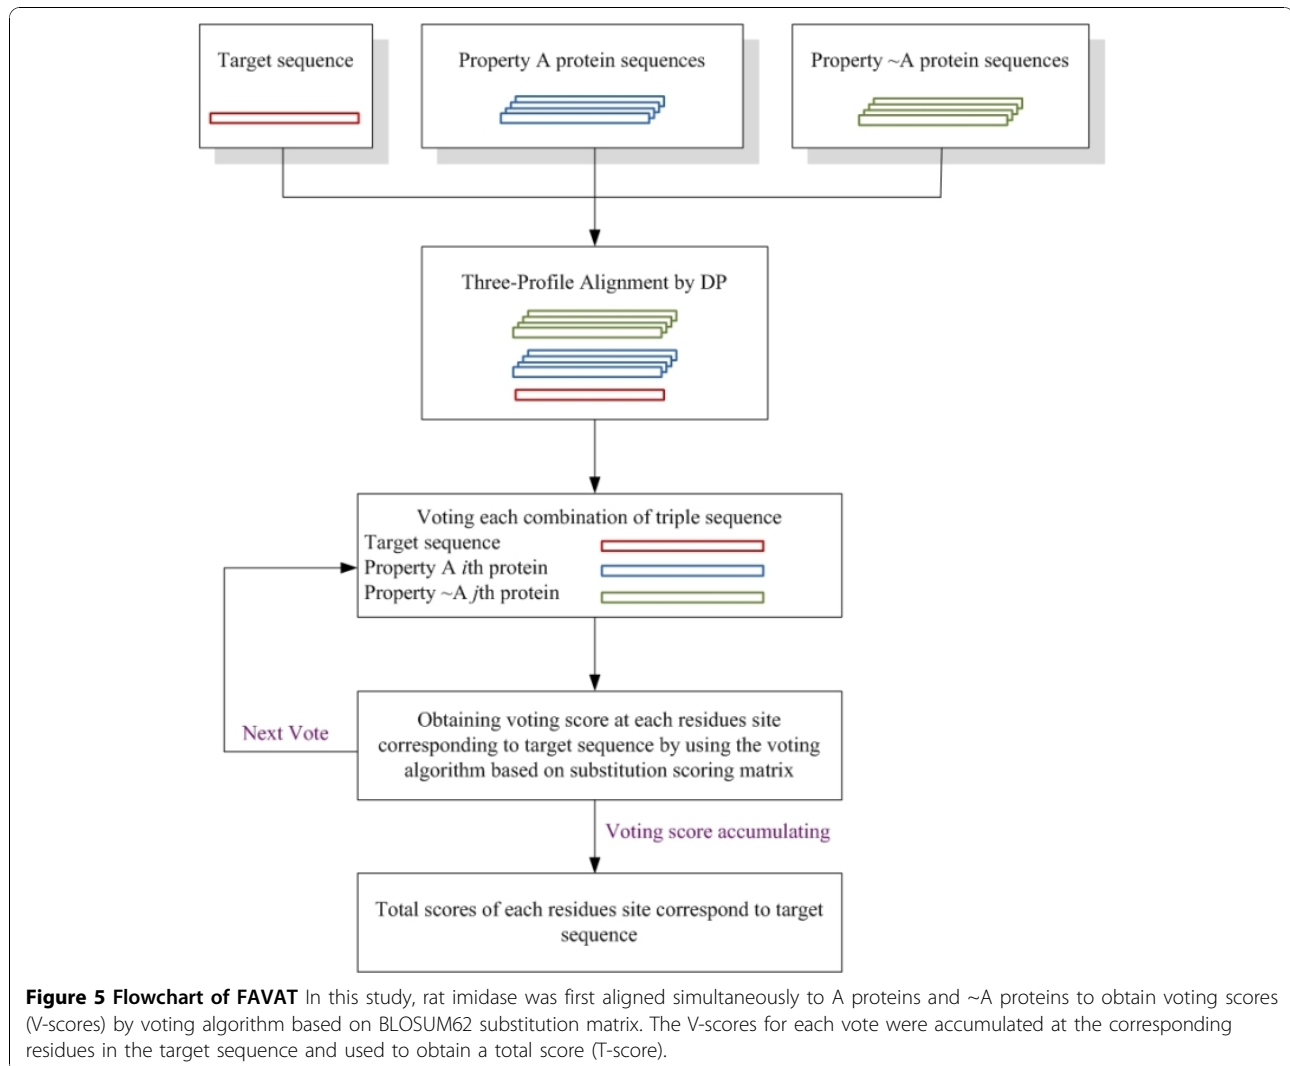 Target sequence
Property A protein sequences
Property ~A protein sequences
Three-Profile Alignment by DP
Voting each combination of triple sequence
Target sequence
Property A ith protein
Property ~A jth protein
Next Vote
Obtaining voting score at each residues site
corresponding to target sequence by using the voting
algorithm based on substitution scoring matrix
Voting score accumulating
Total scores of each residues site correspond to target
sequence
Figure 5 Flowchart of FAVAT In this study, rat imidase was first aligned simultaneously to A proteins and ~A proteins to obtain voting scores
(V-scores) by voting algorithm based on BLOSUM62 substitution matrix. The V-scores for each vote were accumulated at the corresponding
residues in the target sequence and used to obtain a total score (T-score).